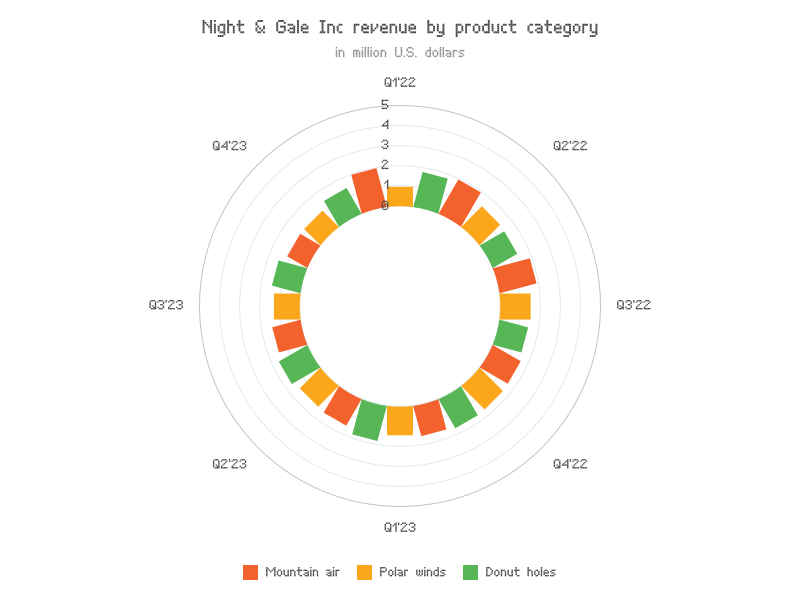 Night & Gale Inc revenue by product category
in million U.S. dollars
Q1'22
5
4
3
2
1
0
Q4'23
Q2'22
Q3'23
Q3'22
Q2'23
Q4'22
Q1'23
Mountain air
Polar winds
Donut holes